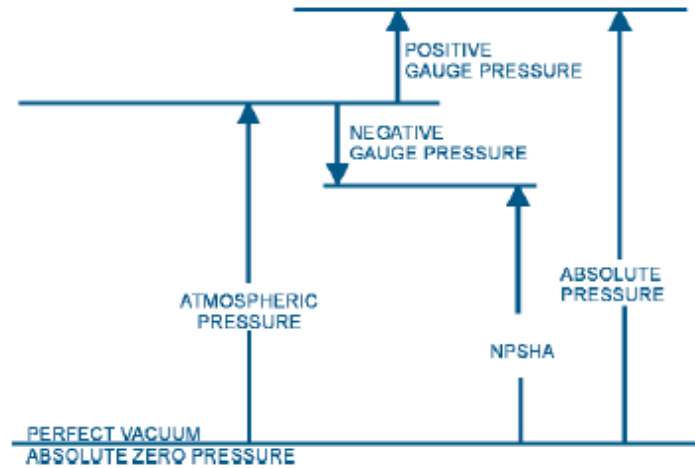 POSITIVE
GAUGE PRESSURE
NEGATIVE
GAUGE PRESSURE
ATMOSPHERIC
PRESSURE
ABSOLUTE
PRESSURE
NPSHA
PERFECT VACUUM
ABSOLUTE ZERO PRESSURE